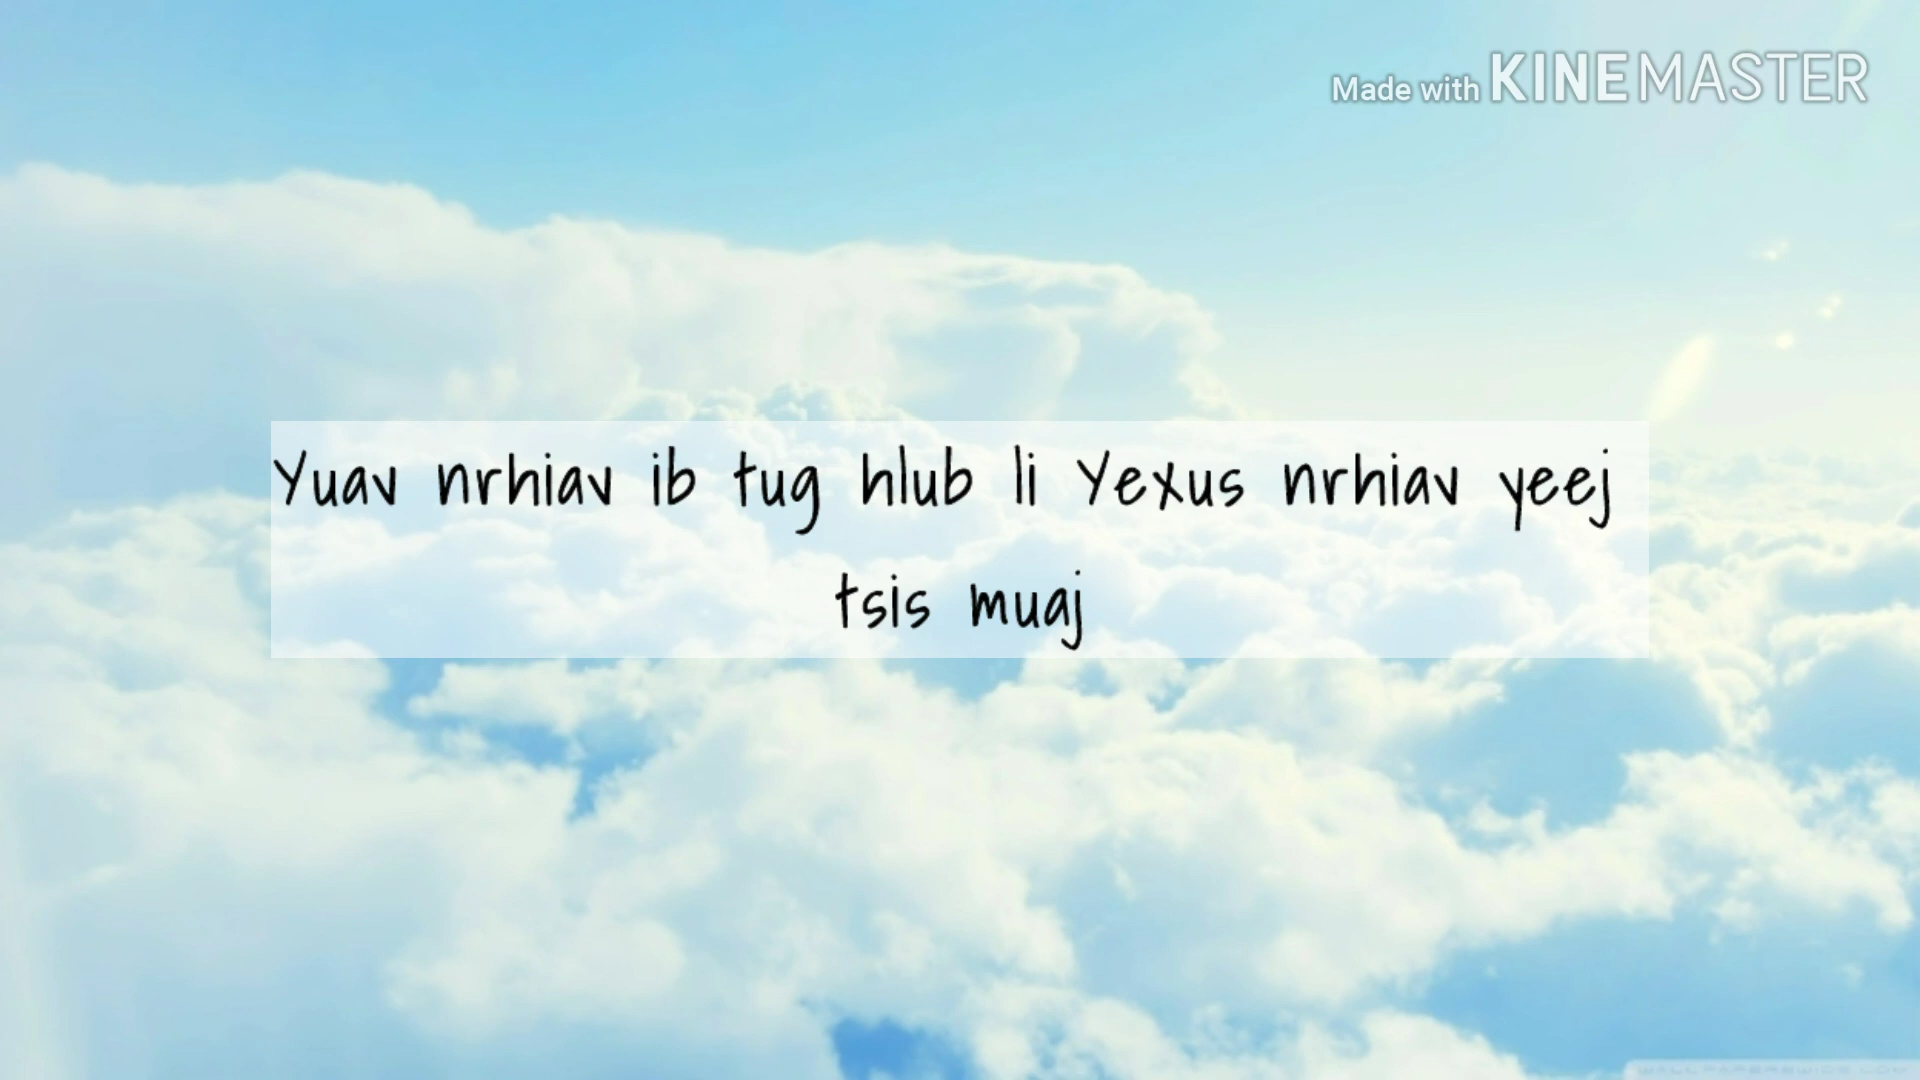 Made with KINEMASTER
Yuav nrhiav ib tug hlub li Yexus nrhiav yeej
tsis muaj